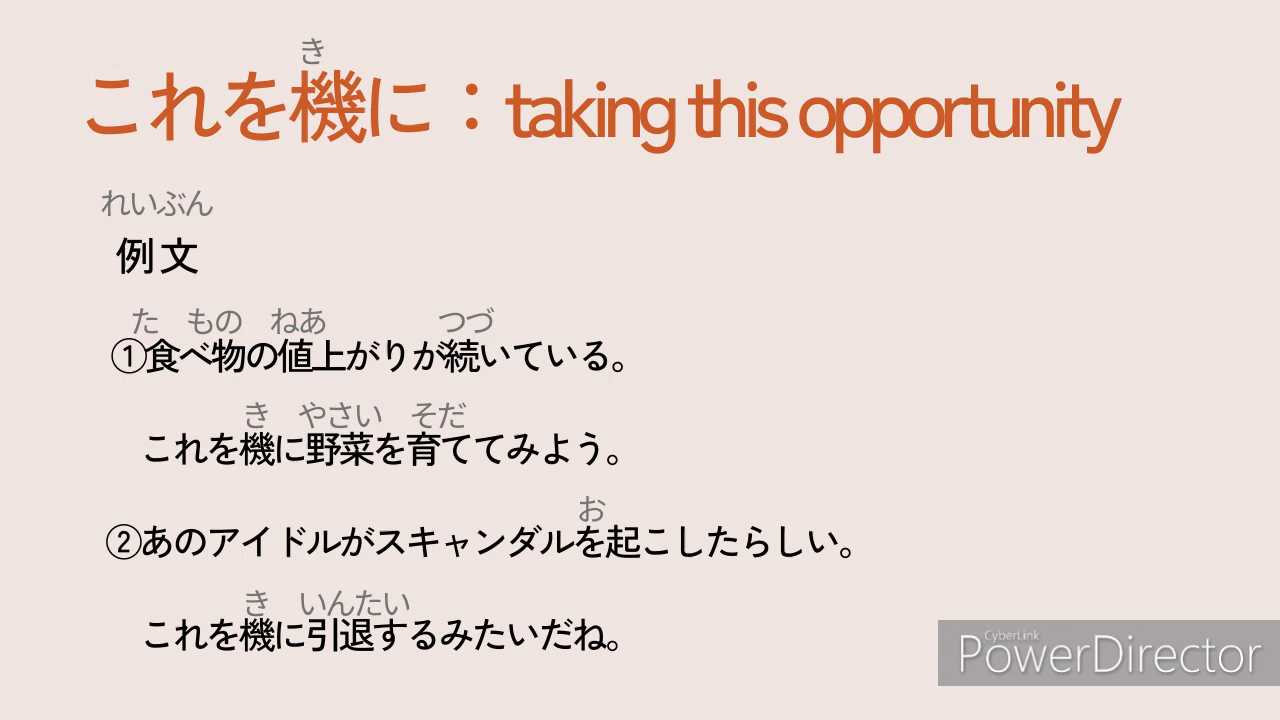 き
これを機に：taking this opportunity
れいぶん
例文
た もの ねあ つづ
①食べ物の値上がりが続いている。
き やさい そだ
これを機に野菜を育ててみよう。
お
②あのアイドルがスキャンダルを起こしたらしい。
き いんたい
これを機に引退するみたいだね。
CyberLink
PowerDirector